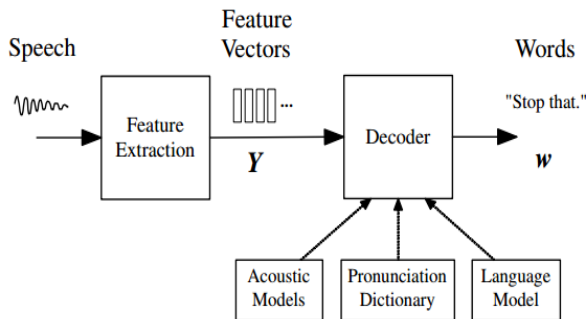 Speech
Feature
Vectors
Words
Feature
Extraction
...
Y
Decoder
"Stop that."
w
Acoustic
Models
Pronunciation
Dictionary
Language
Model